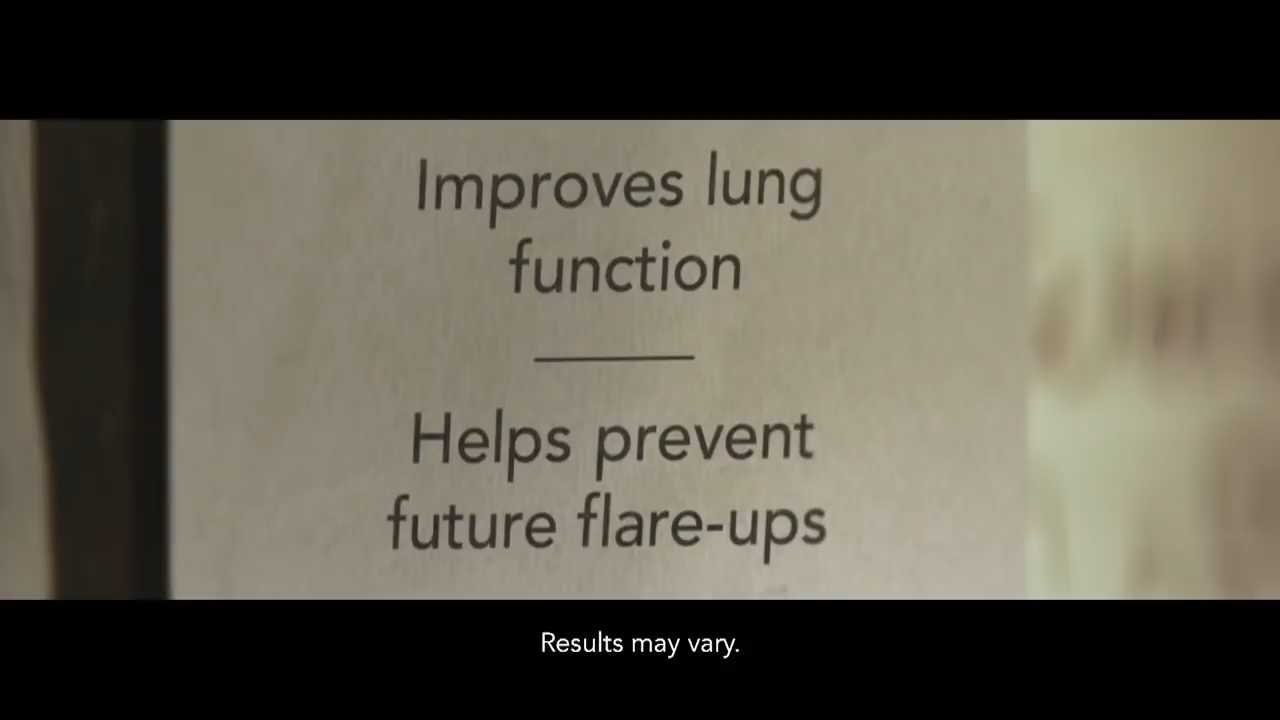 Improves lung
function
Helps prevent
future flare-ups
Results may vary.